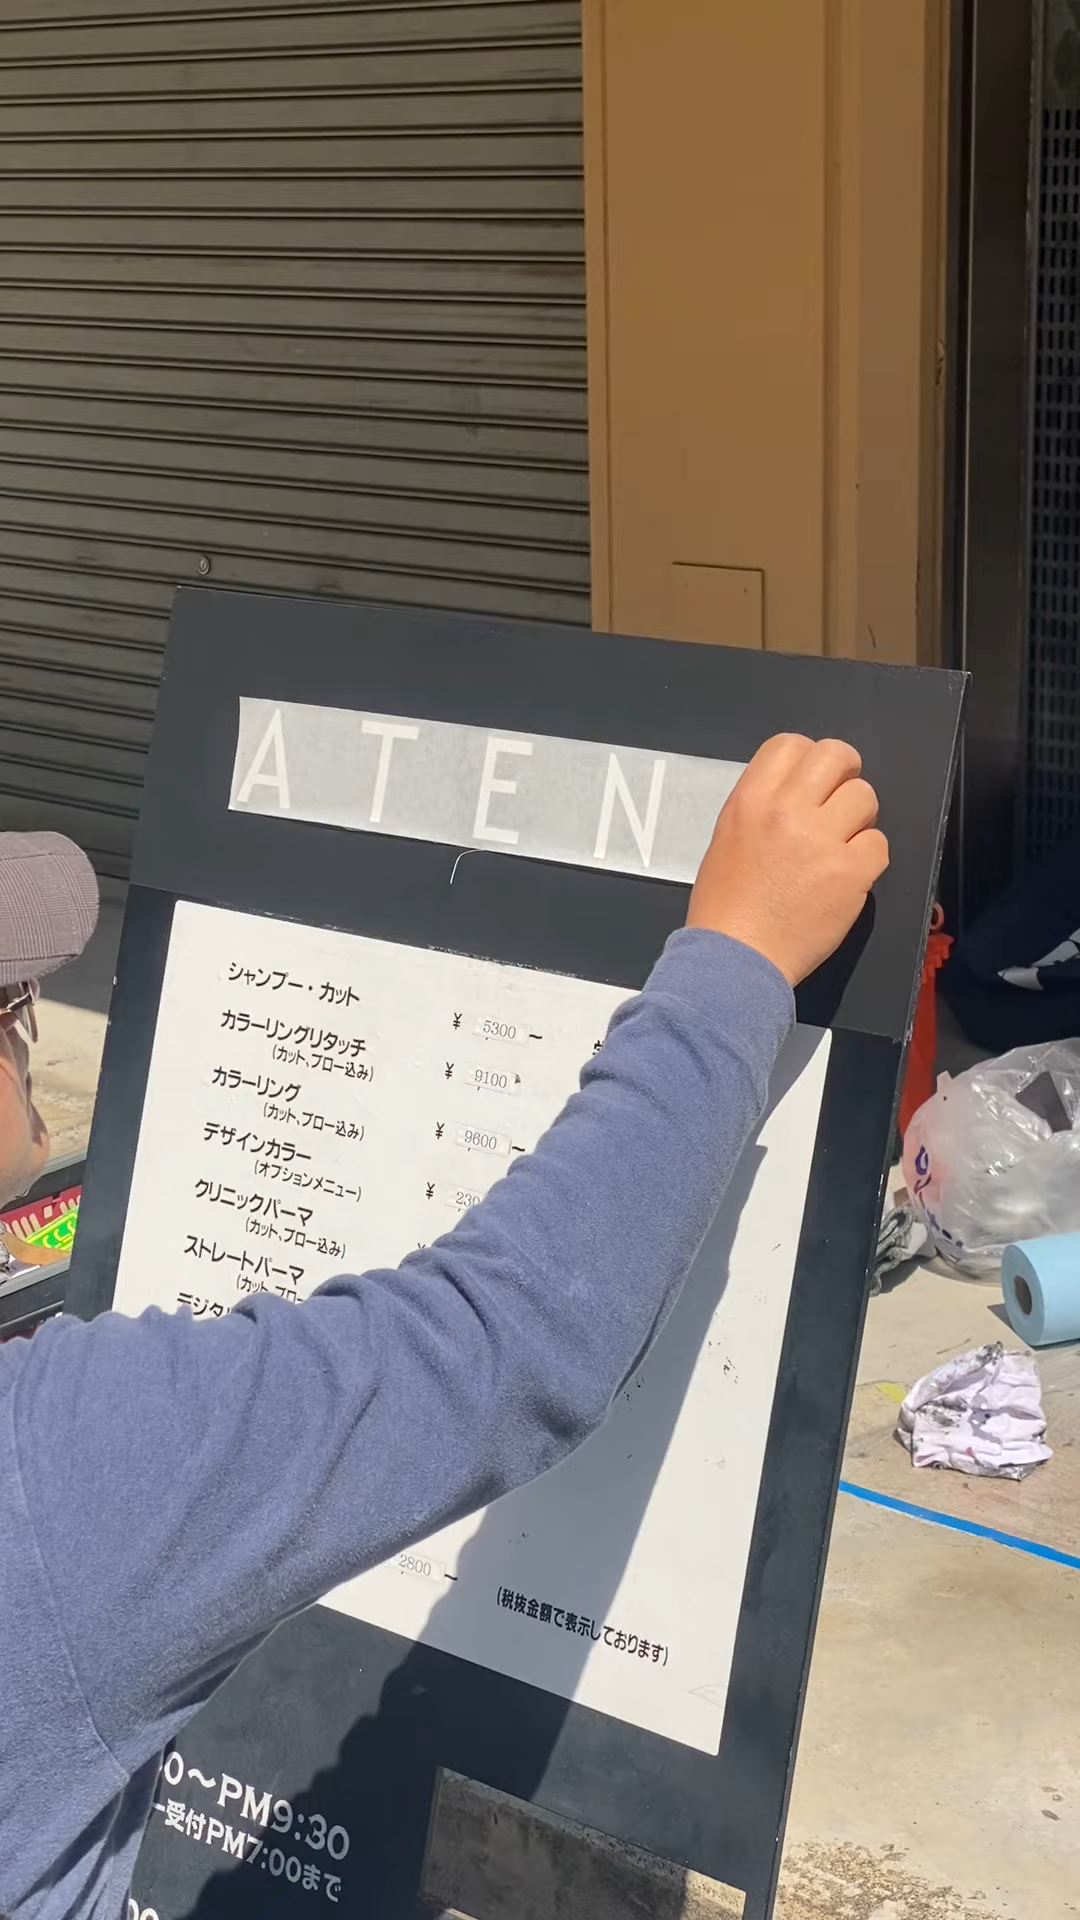 ATEN
シャンプー・カット ¥ 5300 ~
カラーリングリタッチ ¥ 9100
(カット、ブロー込み)
カラーリング ¥ 9600 ~
(カット、ブロー込み)
デザインカラー ¥ 230
(オプションメニュー)
クリニックパーマ
(カット、ブロー込み)
ストレートパーマ
(カット、ブロー
デジタル
2800 ~
(税抜金額で表示しております)
0~PM9:30
受付PM7:00まで